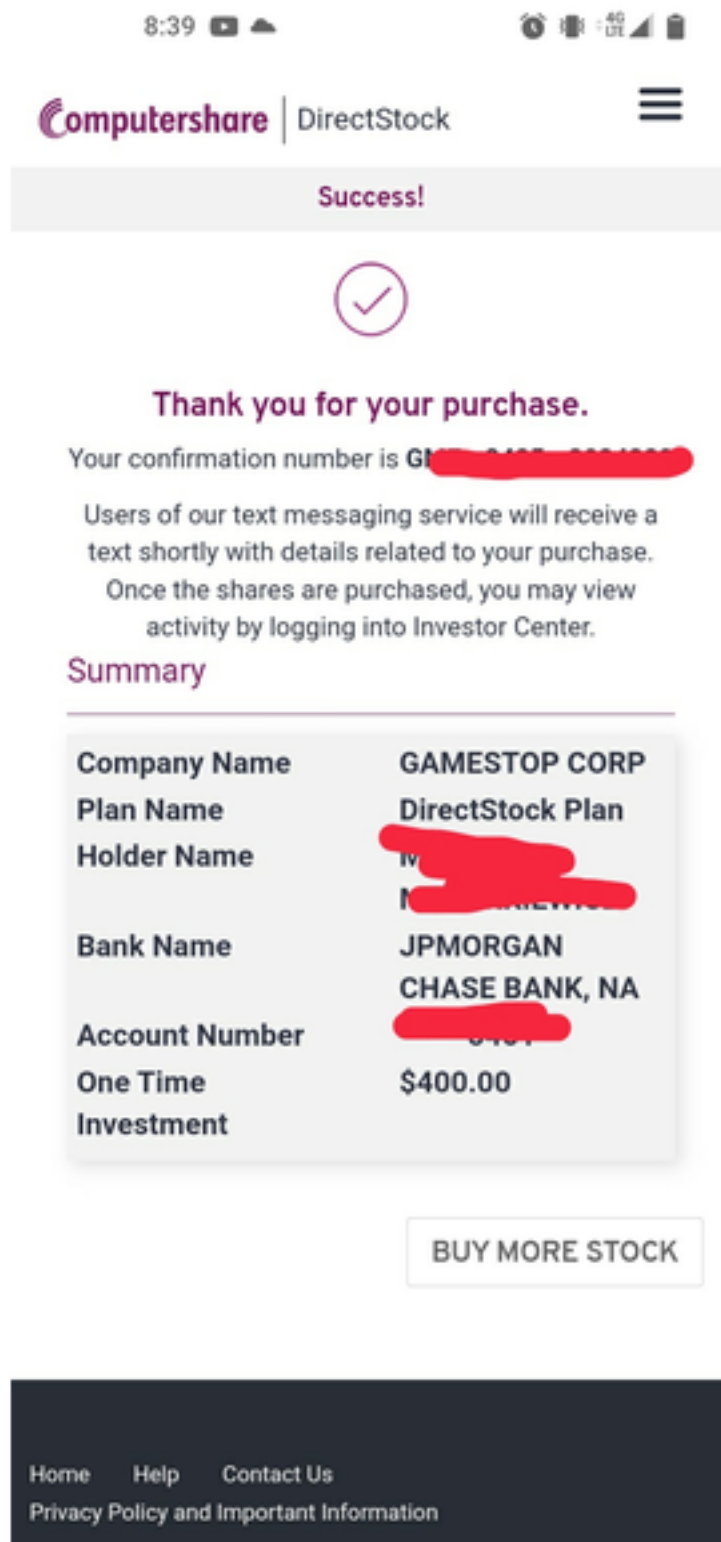 8:39
4G
LTE
Computershare DirectStock
Success!
Thank you for your purchase.
Your confirmation number is
Users of our text messaging service will receive a
text shortly with details related to your purchase.
Once the shares are purchased, you may view
activity by logging into Investor Center.
Summary
Company Name GAMESTOP CORP
Plan Name DirectStock Plan
Holder Name
Bank Name JPMORGAN
CHASE BANK, NA
Account Number
One Time $400.00
Investment
BUY MORE STOCK
Home Help Contact Us
Privacy Policy and Important Information